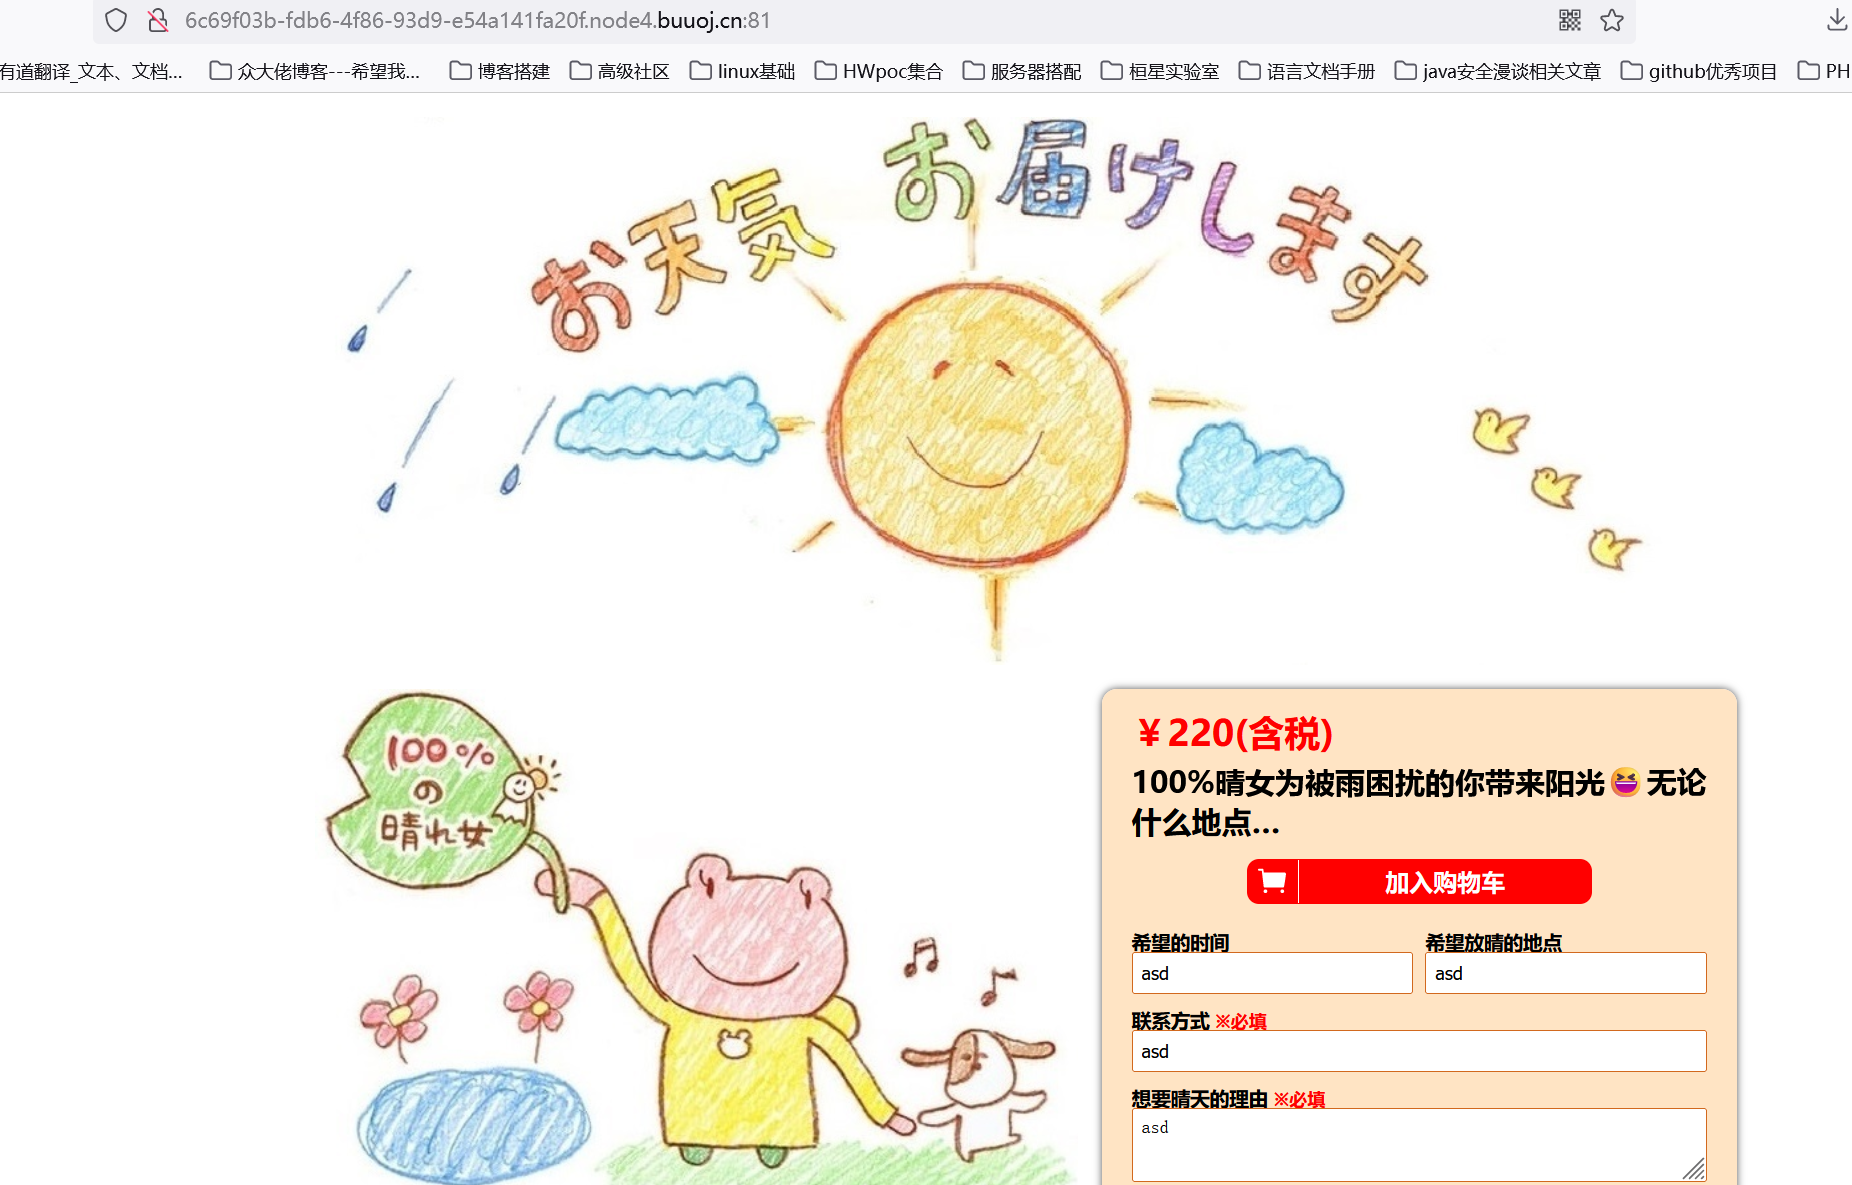 6c69f03b-fdb6-4f86-93d9-e54a141fa20f.node4.buuoj.cn:81
有道翻译_文本、文档... 众大佬博客---希望我... 博客搭建 高级社区 linux基础 HWpoc集合 服务器搭配 桓星实验室 语言文档手册 java安全漫谈相关文章 github优秀项目 PH
お天気 お届けします
100%
の
晴れ女
￥220(含税)
100%晴女为被雨困扰的你带来阳光😆无论
什么地点...
加入购物车
希望的时间 希望放晴的地点
asd asd
联系方式 ※必填
asd
想要晴天的理由 ※必填
asd